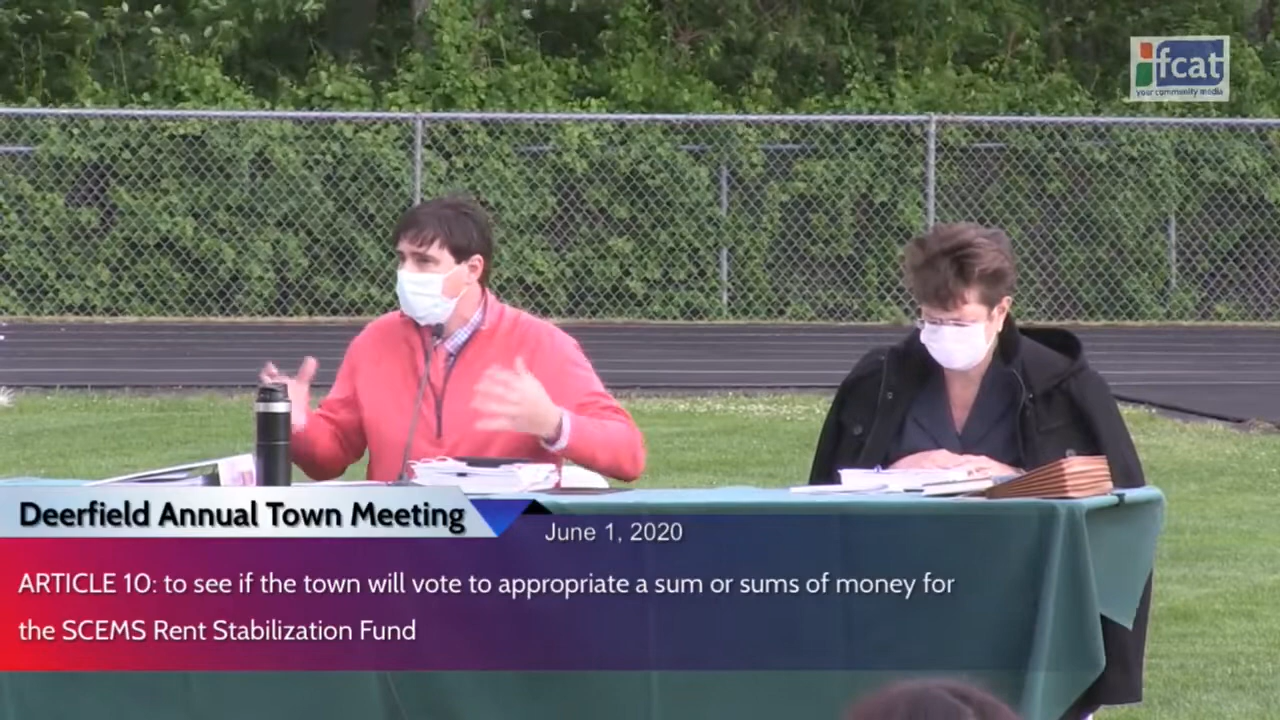 fcat
your community media
Deerfield Annual Town Meeting
June 1, 2020
ARTICLE 10: to see if the town will vote to appropriate a sum or sums of money for
the SCEMS Rent Stabilization Fund